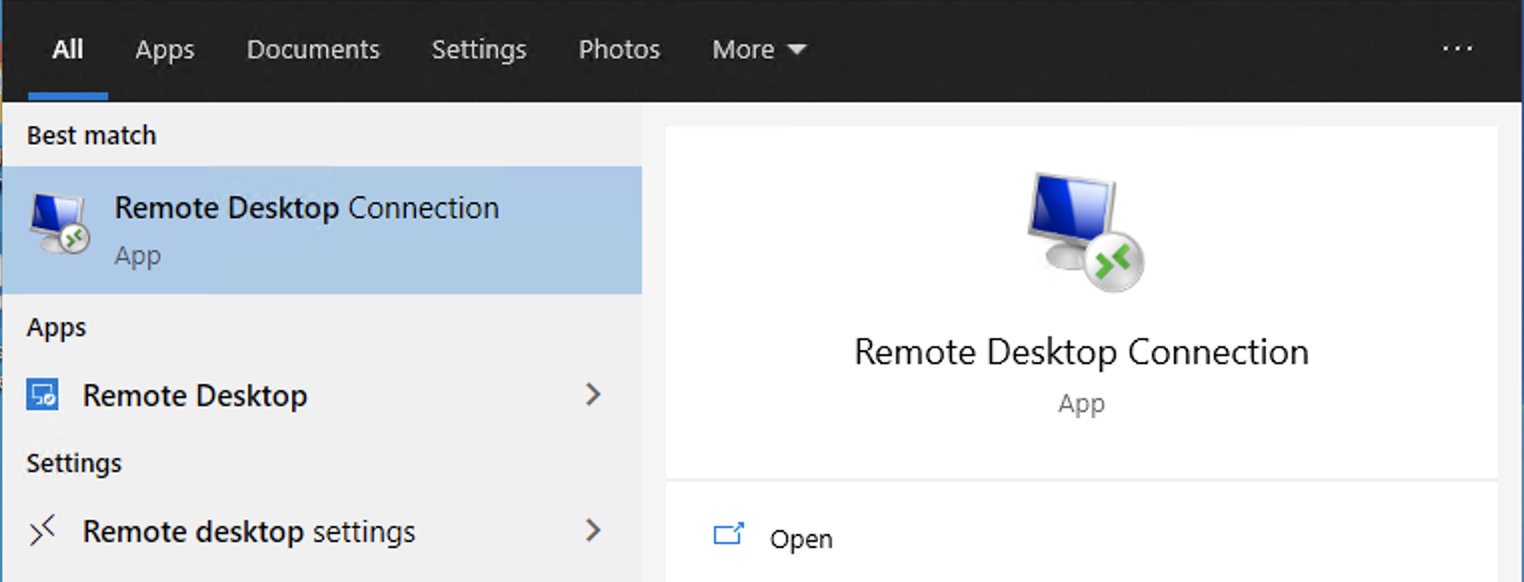 All Apps Documents Settings Photos More ...
Best match
Remote Desktop Connection
App
Apps
Remote Desktop
Settings
Remote desktop settings
Remote Desktop Connection
App
Open